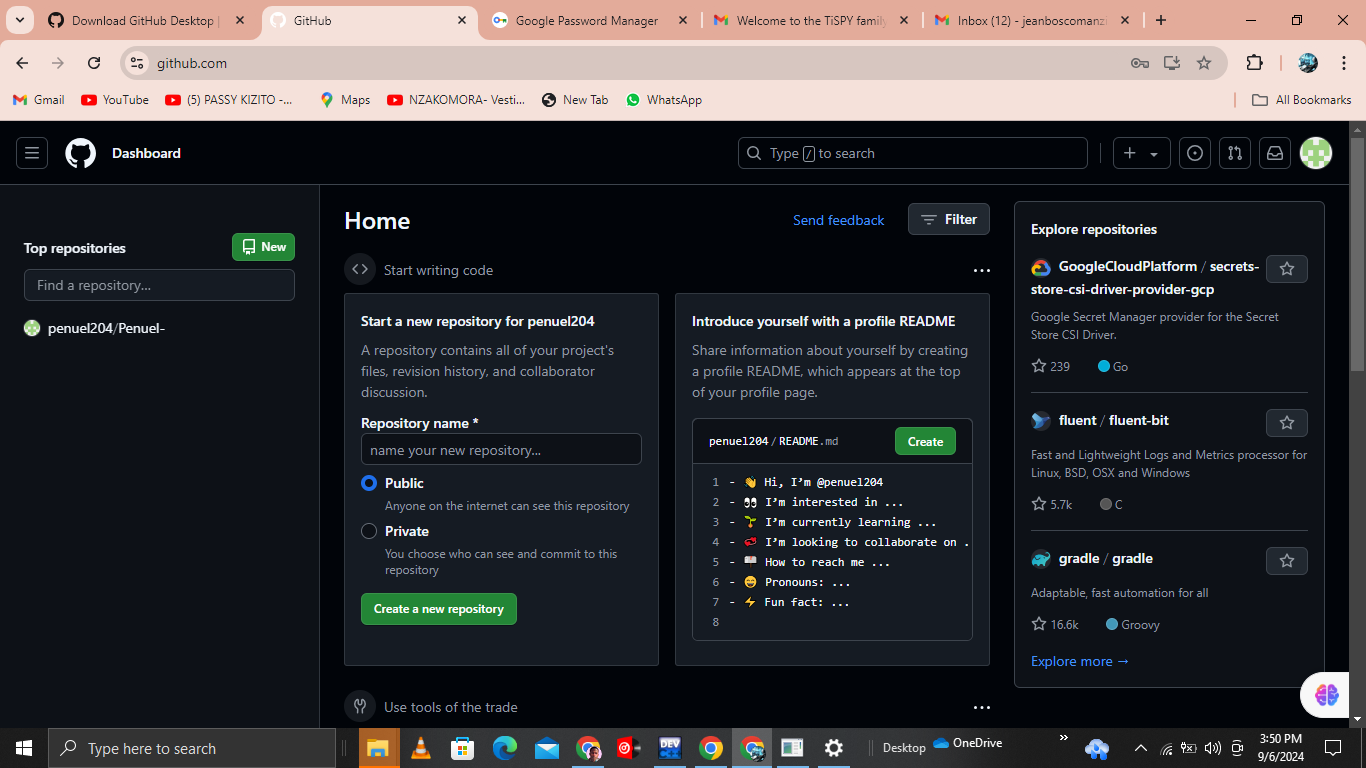 Download GitHub Desktop |
GitHub
Google Password Manager
Welcome to the TiSPY family
Inbox (12) - jeanboscomanzi
github.com
Gmail
YouTube
(5) PASSY KIZITO -...
Maps
NZAKOMORA- Vesti...
New Tab
WhatsApp
All Bookmarks
Dashboard
Type / to search
Top repositories
New
Find a repository...
penuel204/Penuel-
Home
Send feedback
Filter
Start writing code
Start a new repository for penuel204
A repository contains all of your project's
files, revision history, and collaborator
discussion.
Repository name *
name your new repository...
Public
Anyone on the internet can see this repository
Private
You choose who can see and commit to this
repository
Create a new repository
Introduce yourself with a profile README
Share information about yourself by creating
a profile README, which appears at the top
of your profile page.
penuel204 / README.md
Create
1 - 👋 Hi, I’m @penuel204
2 - 👀 I’m interested in ...
3 - 🌱 I’m currently learning ...
4 - 💞️ I’m looking to collaborate on .
5 - 📫 How to reach me ...
6 - 😄 Pronouns: ...
7 - ⚡ Fun fact: ...
8
Use tools of the trade
Explore repositories
GoogleCloudPlatform / secrets-
store-csi-driver-provider-gcp
Google Secret Manager provider for the Secret
Store CSI Driver.
239 Go
fluent / fluent-bit
Fast and Lightweight Logs and Metrics processor for
Linux, BSD, OSX and Windows
5.7k C
gradle / gradle
Adaptable, fast automation for all
16.6k Groovy
Explore more →
Type here to search
DEV
Desktop
OneDrive
3:50 PM
9/6/2024